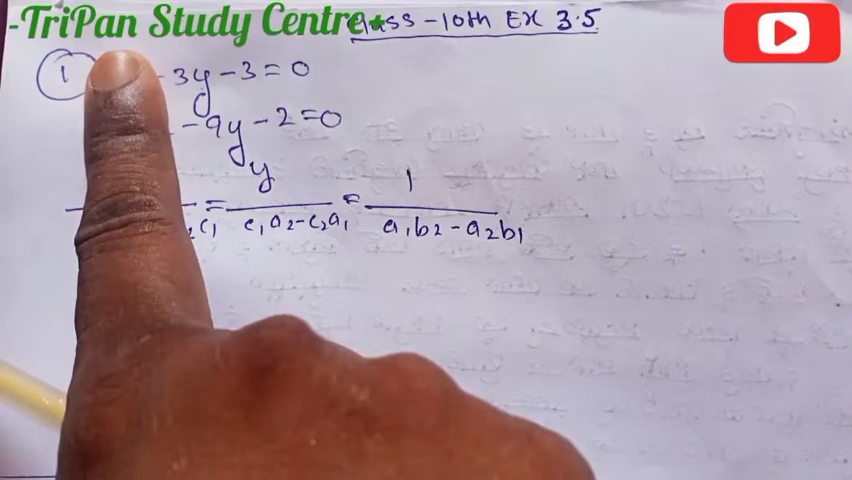 -TriPan Study Centre-
Class-10th EX 3.5
1 - 3y - 3 = 0
- 9y - 2 = 0
= y = 1
2c1 c1a2 - c2a1 a1b2 - a2b1